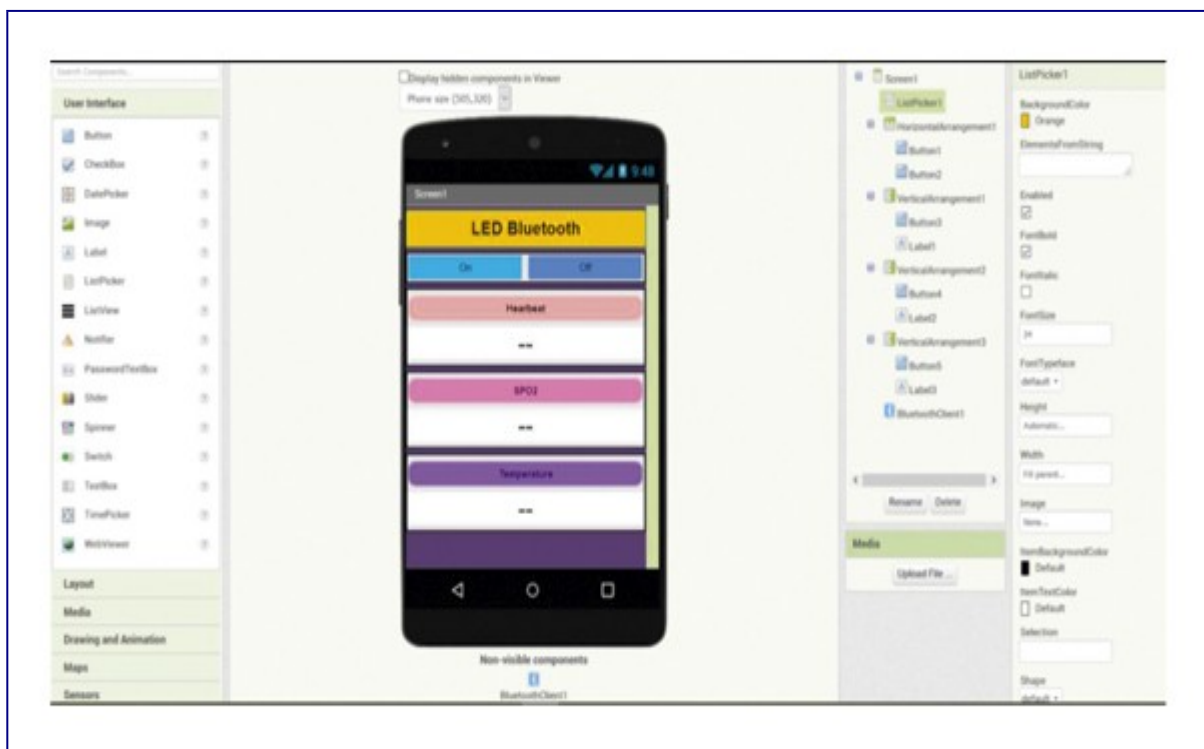 Search Components...
User Interface
Button
CheckBox
DatePicker
Image
Label
ListPicker
ListView
Notifier
PasswordTextBox
Slider
Spinner
Switch
TextBox
TimePicker
WebViewer
Layout
Media
Drawing and Animation
Maps
Sensors
Display hidden components in Viewer
Phone size (505,320)
9:48
Screen1
LED Bluetooth
On Off
Hearbeat
--
SPO2
--
Temperature
--
Non-visible components
BluetoothClient1
Screen1
ListPicker1
HorizontalArrangement1
Button1
Button2
VerticalArrangement1
Button3
Label1
VerticalArrangement2
Button4
Label2
VerticalArrangement3
Button5
Label3
BluetoothClient1
Rename Delete
Media
Upload File ...
ListPicker1
BackgroundColor
Orange
ElementsFromString
Enabled
FontBold
FontItalic
FontSize
24
FontTypeface
default
Height
Automatic...
Width
Fill parent...
Image
None...
ItemBackgroundColor
Default
ItemTextColor
Default
Selection
Shape
default